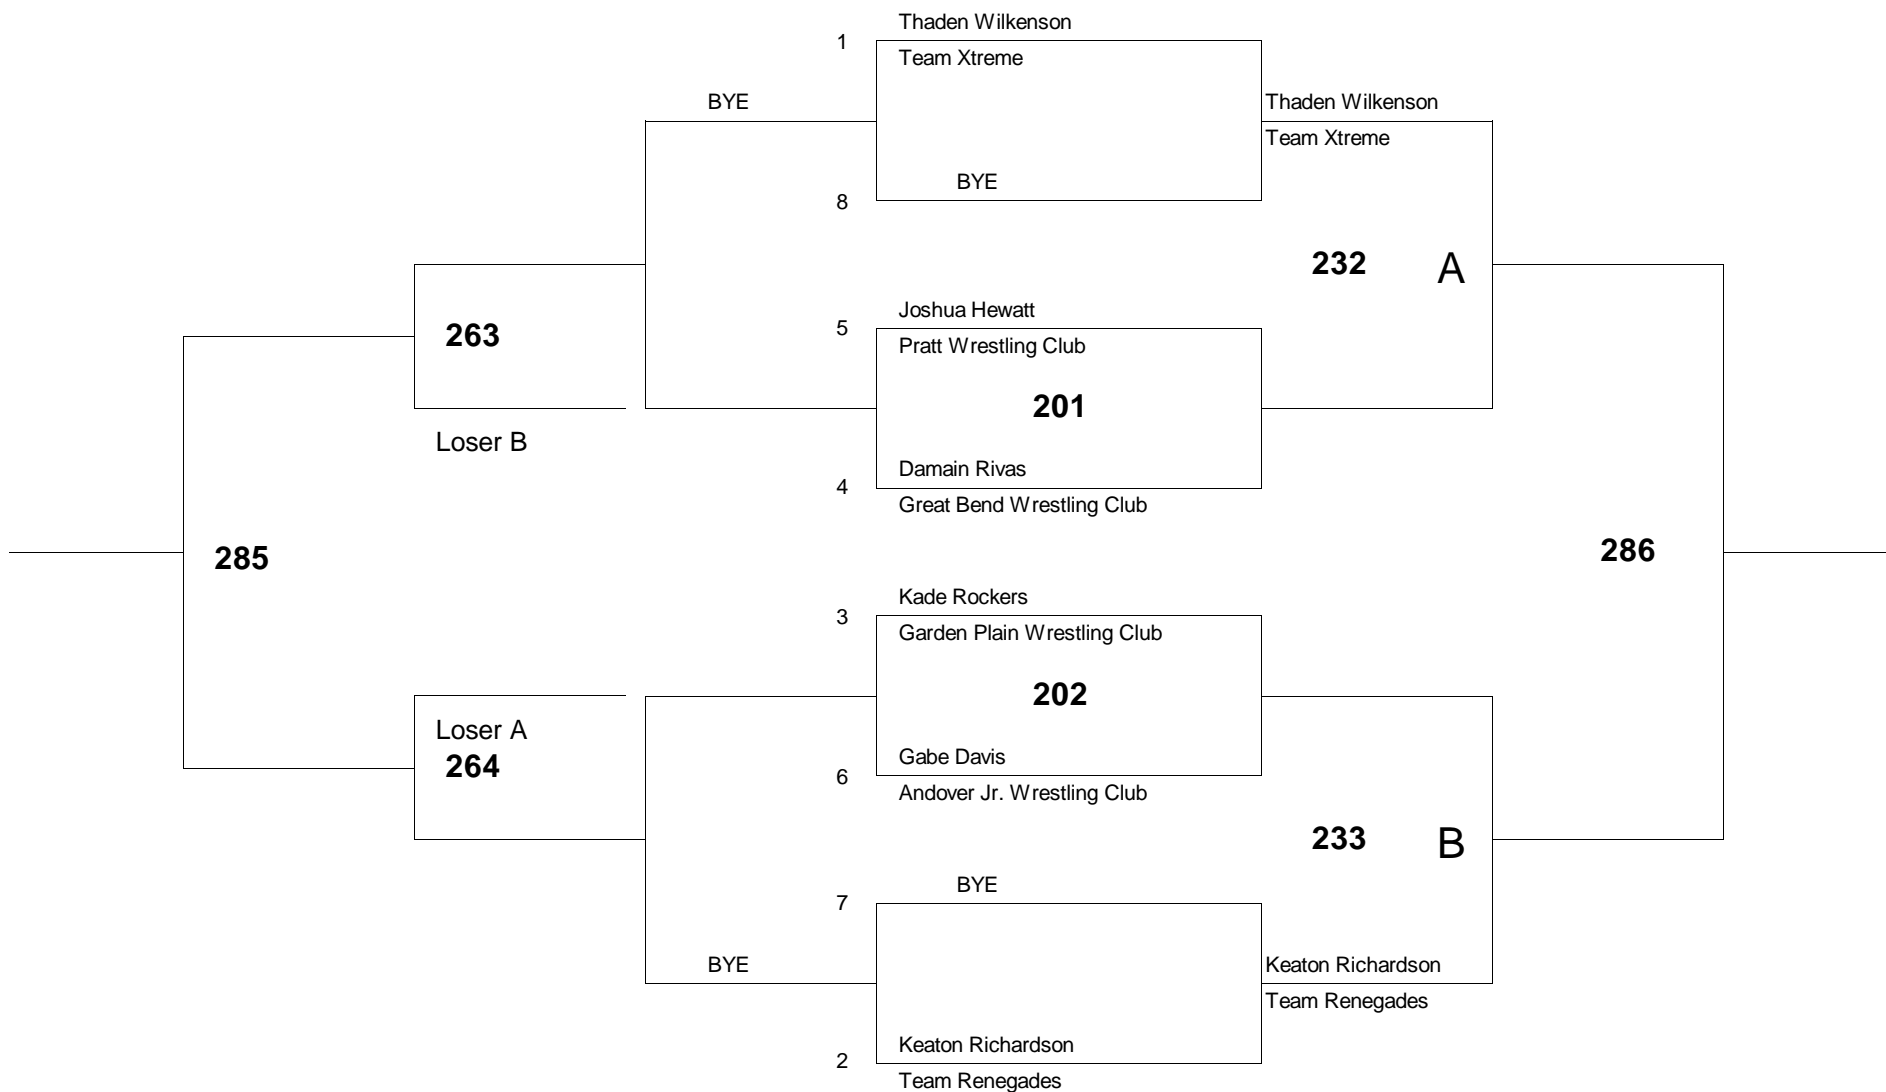 Thaden Wilkenson
1
Team Xtreme
BYE
Thaden Wilkenson
Team Xtreme
BYE
8
232
A
Joshua Hewatt
5
Pratt Wrestling Club
263
201
Loser B
Damain Rivas
4
Great Bend Wrestling Club
285
286
Kade Rockers
3
Garden Plain Wrestling Club
202
Loser A
264
Gabe Davis
6
Andover Jr. Wrestling Club
233
B
BYE
7
BYE
Keaton Richardson
Team Renegades
Keaton Richardson
2
Team Renegades